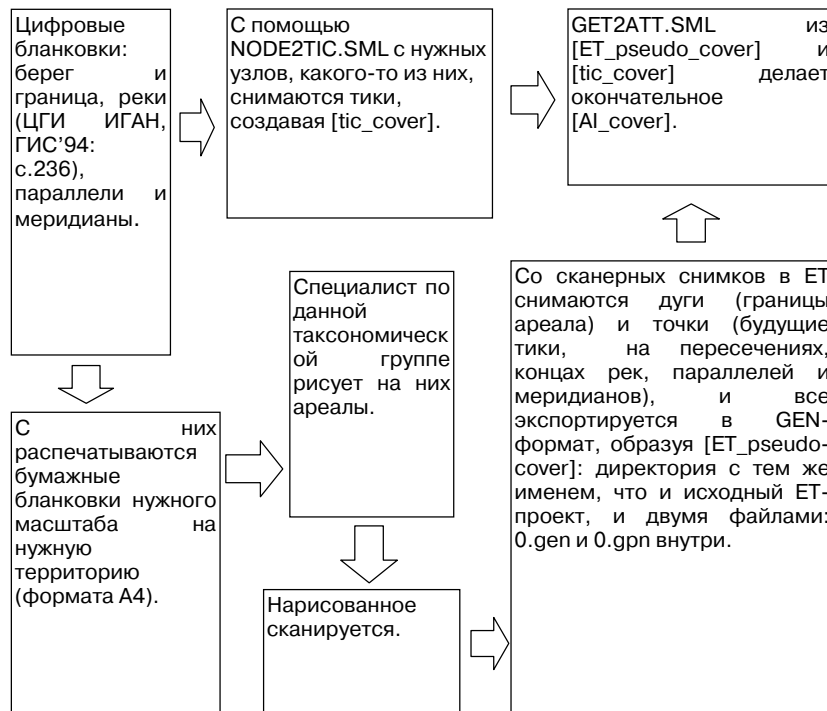 Цифровые
бланковки:
берег и
граница, реки
(ЦГИ ИГАН,
ГИС'94:
с.236),
параллели и
меридианы.
С помощью
NODE2TIC.SML с нужных
узлов, какого-то из них,
снимаются тики,
создавая [tic_cover].
GET2ATT.SML из
[ET_pseudo_cover] и
[tic_cover] делает
окончательное
[AI_cover].
С них
распечатываются
бумажные
бланковки нужного
масштаба на
нужную
территорию
(формата А4).
Специалист по
данной
таксономическ
ой группе
рисует на них
ареалы.
Нарисованное
сканируется.
Со сканерных снимков в ET
снимаются дуги (границы
ареала) и точки (будущие
тики, на пересечениях,
концах рек, параллелей и
меридианов), и все
экспортируется в GEN-
формат, образуя [ET_pseudo-
cover]: директория с тем же
именем, что и исходный ET-
проект, и двумя файлами:
0.gen и 0.gpn внутри.